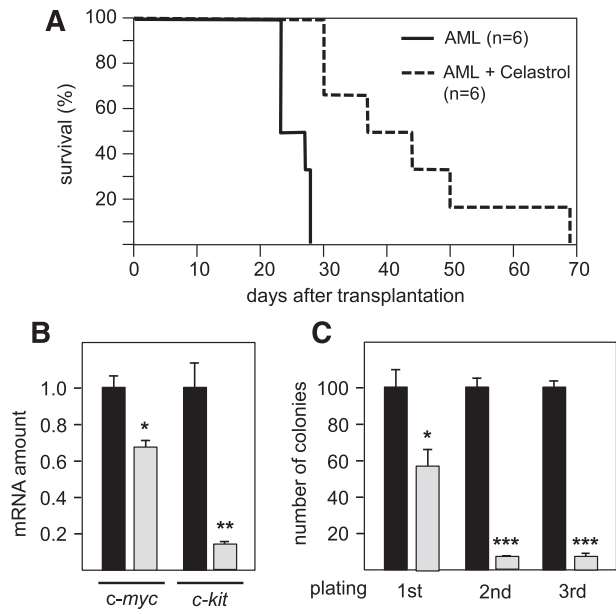 A
100
80
60
40
20
survival (%)
AML (n=6)
AML + Celastrol
(n=6)
0 10 20 30 40 50 60 70
days after transplantation
B
1.0
0.8
0.6
0.4
0.2
mRNA amount
*
**
c-myc c-kit
C
100
80
60
40
20
number of colonies
*
***
***
plating 1st 2nd 3rd